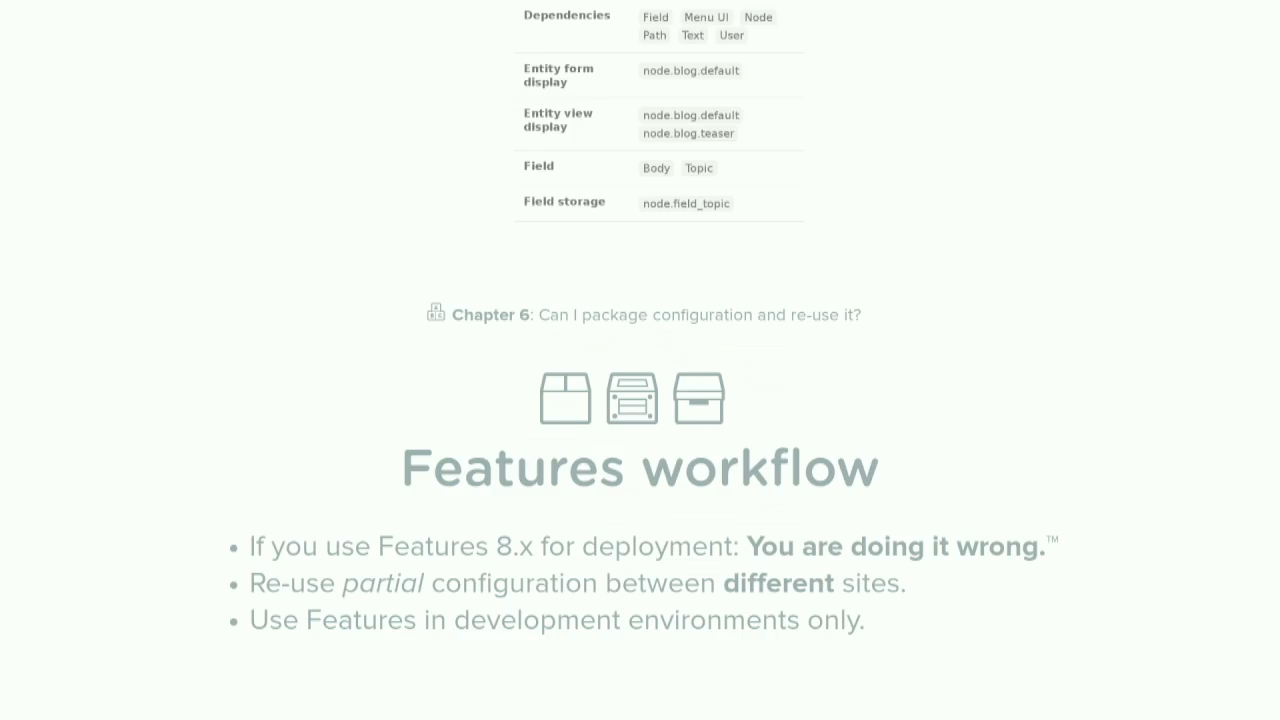 Dependencies Field Menu UI Node
Path Text User
Entity form display node.blog.default
Entity view display node.blog.default
node.blog.teaser
Field Body Topic
Field storage node.field_topic
Chapter 6: Can I package configuration and re-use it?
Features workflow
• If you use Features 8.x for deployment: You are doing it wrong.™
• Re-use partial configuration between different sites.
• Use Features in development environments only.